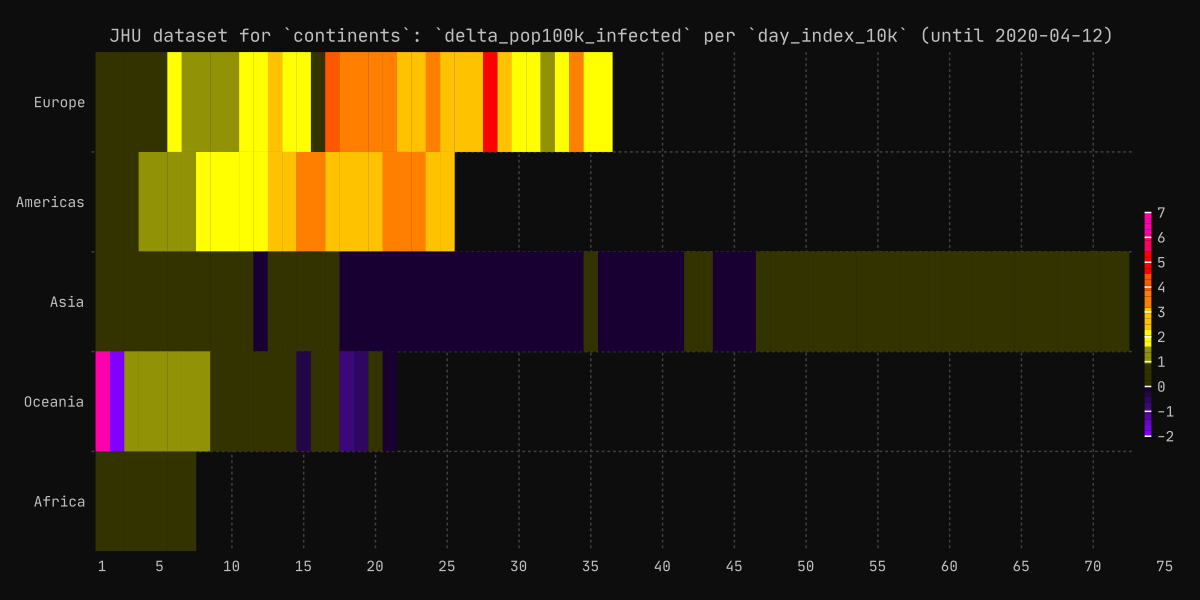 JHU dataset for `continents`: `delta_pop100k_infected` per `day_index_10k` (until 2020-04-12)
Europe
Americas
Asia
Oceania
Africa
7
6
5
4
3
2
1
0
-1
-2
1 5 10 15 20 25 30 35 40 45 50 55 60 65 70 75